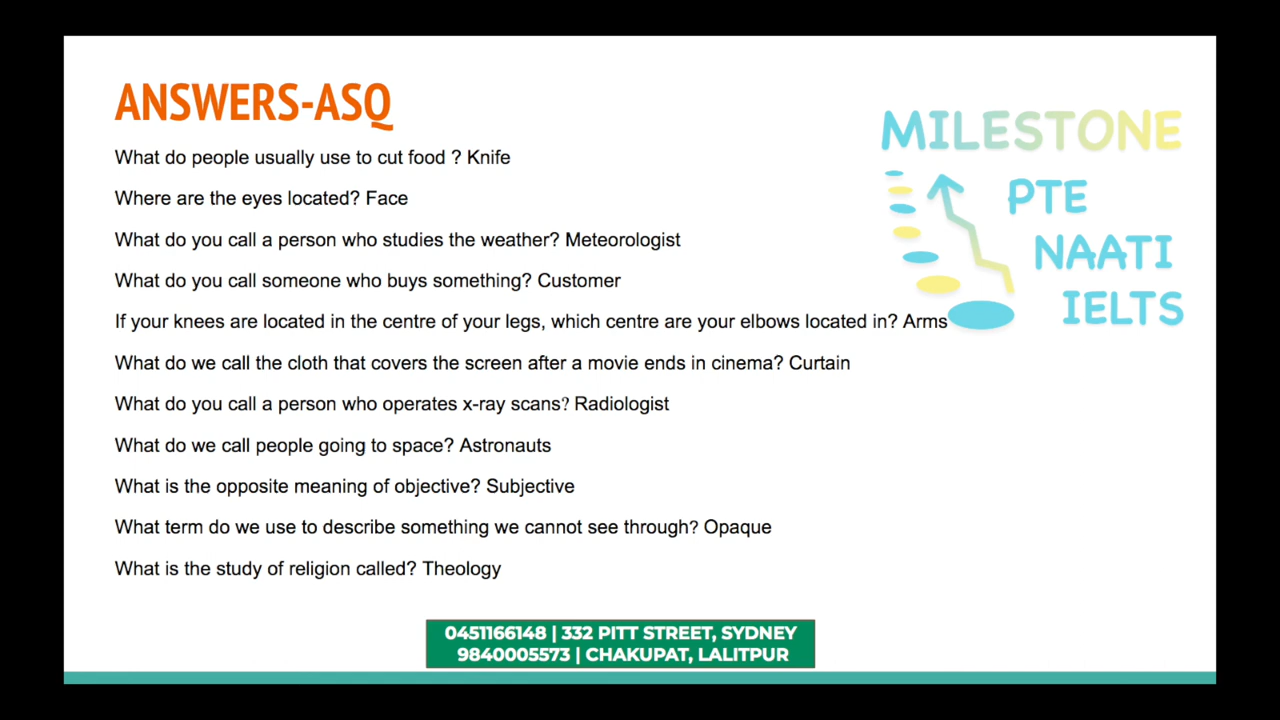 ANSWERS-ASQ
What do people usually use to cut food ? Knife
Where are the eyes located? Face
What do you call a person who studies the weather? Meteorologist
What do you call someone who buys something? Customer
If your knees are located in the centre of your legs, which centre are your elbows located in? Arms
What do we call the cloth that covers the screen after a movie ends in cinema? Curtain
What do you call a person who operates x-ray scans? Radiologist
What do we call people going to space? Astronauts
What is the opposite meaning of objective? Subjective
What term do we use to describe something we cannot see through? Opaque
What is the study of religion called? Theology
MILESTONE
PTE
NAATI
IELTS
0451166148 | 332 PITT STREET, SYDNEY
9840005573 | CHAKUPAT, LALITPUR